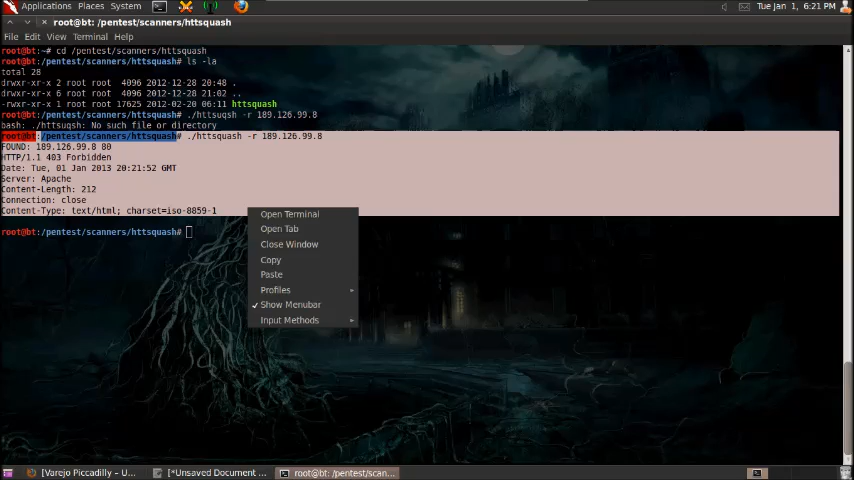 Applications Places System
Tue Jan 1, 6:21 PM
root@bt: /pentest/scanners/httsquash
File Edit View Terminal Help
root@bt:~# cd /pentest/scanners/httsquash
root@bt:/pentest/scanners/httsquash# ls -la
total 28
drwxr-xr-x 2 root root 4096 2012-12-28 20:48 .
drwxr-xr-x 6 root root 4096 2012-12-28 21:02 ..
-rwxr-xr-x 1 root root 17625 2012-02-20 06:11 httsquash
root@bt:/pentest/scanners/httsquash# ./httsuqsh -r 189.126.99.8
bash: ./httsuqsh: No such file or directory
root@bt:/pentest/scanners/httsquash# ./httsquash -r 189.126.99.8
FOUND: 189.126.99.8 80
HTTP/1.1 403 Forbidden
Date: Tue, 01 Jan 2013 20:21:52 GMT
Server: Apache
Content-Length: 212
Connection: close
Content-Type: text/html; charset=iso-8859-1
root@bt:/pentest/scanners/httsquash#
Open Terminal
Open Tab
Close Window
Copy
Paste
Profiles
Show Menubar
Input Methods
[Varejo Piccadilly – U...
[*Unsaved Document ...
root@bt: /pentest/scan...